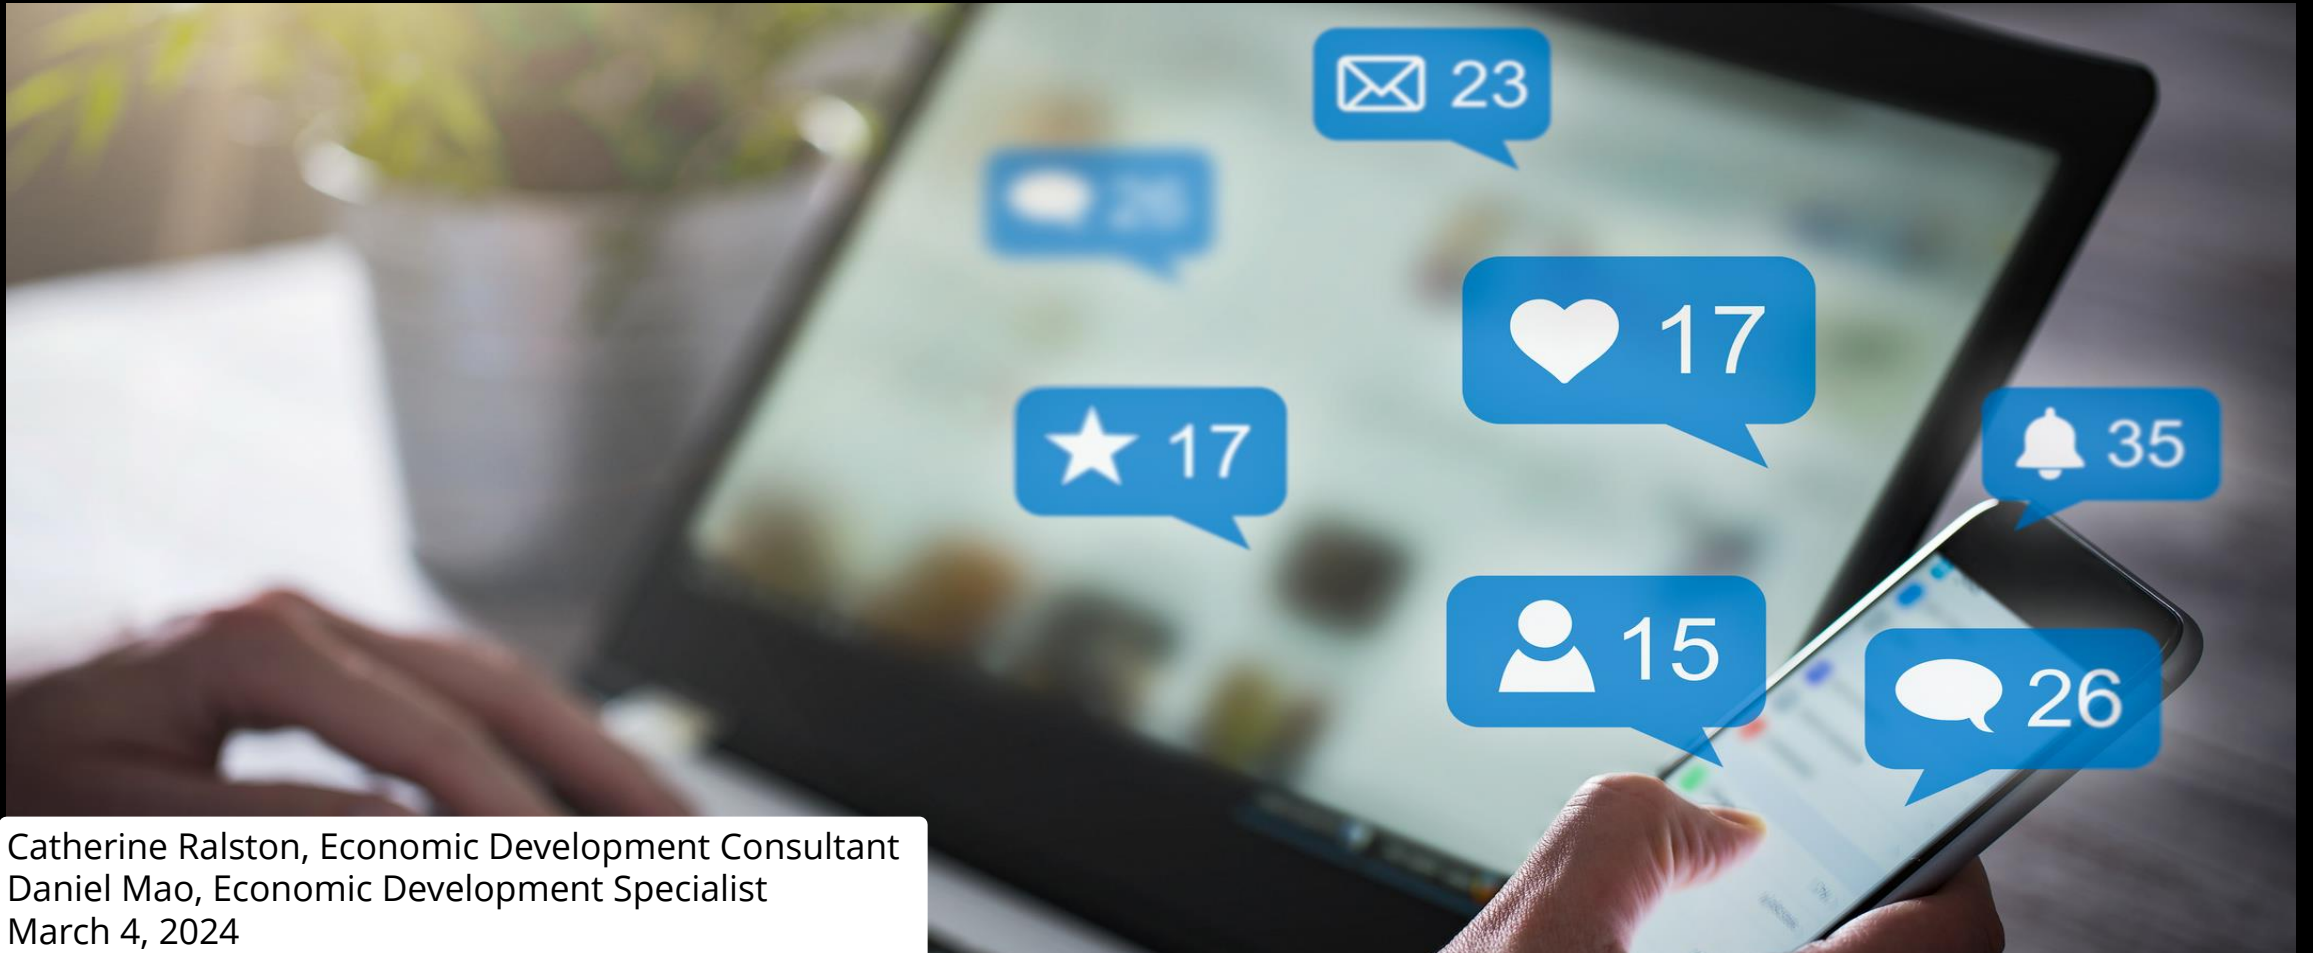 23
17
17
35
15
26
Catherine Ralston, Economic Development Consultant
Daniel Mao, Economic Development Specialist
March 4, 2024